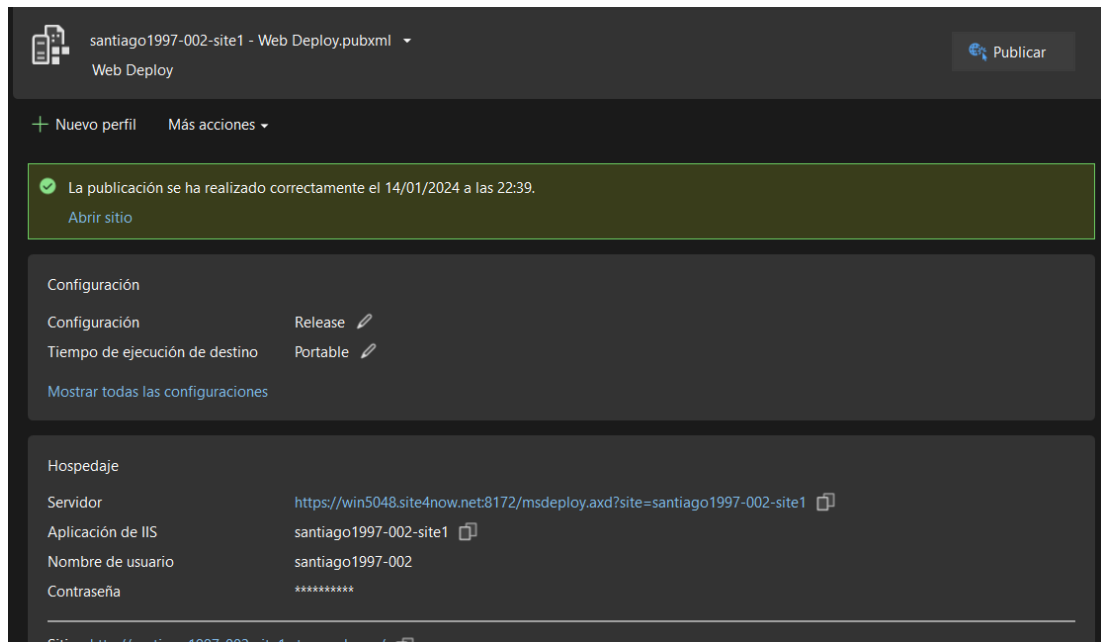 santiago1997-002-site1 - Web Deploy.pubxml
Web Deploy
Publicar
Nuevo perfil Más acciones
La publicación se ha realizado correctamente el 14/01/2024 a las 22:39.
Abrir sitio
Configuración
Configuración Release
Tiempo de ejecución de destino Portable
Mostrar todas las configuraciones
Hospedaje
Servidor https://win5048.site4now.net:8172/msdeploy.axd?site=santiago1997-002-site1
Aplicación de IIS santiago1997-002-site1
Nombre de usuario santiago1997-002
Contraseña **********